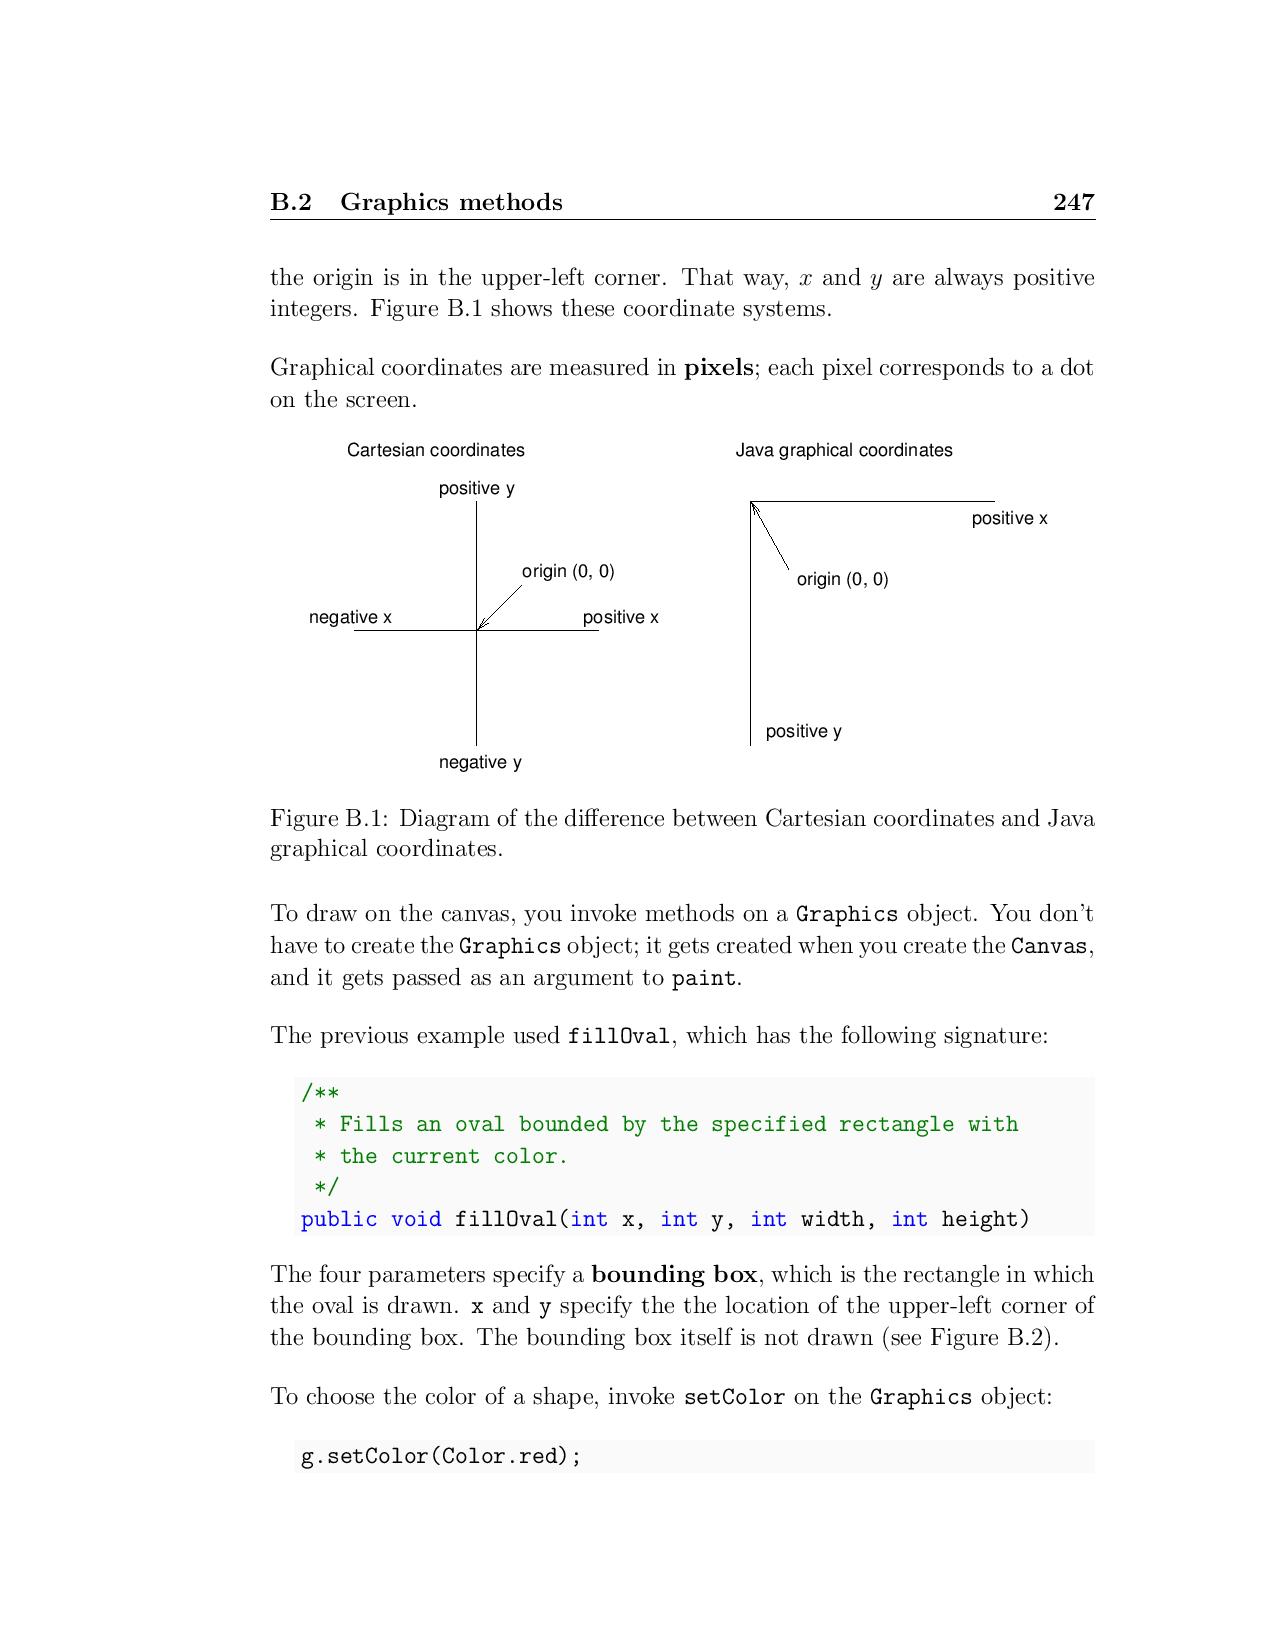 B.2 Graphics methods 247
the origin is in the upper-left corner. That way, x and y are always positive
integers. Figure B.1 shows these coordinate systems.
Graphical coordinates are measured in pixels; each pixel corresponds to a dot
on the screen.
Cartesian coordinates
positive y
origin (0, 0)
negative x
positive x
negative y
Java graphical coordinates
positive x
origin (0, 0)
positive y
Figure B.1: Diagram of the difference between Cartesian coordinates and Java
graphical coordinates.
To draw on the canvas, you invoke methods on a Graphics object. You don't
have to create the Graphics object; it gets created when you create the Canvas,
and it gets passed as an argument to paint.
The previous example used fillOval, which has the following signature:
/**
 * Fills an oval bounded by the specified rectangle with
 * the current color.
 */
public void fillOval(int x, int y, int width, int height)
The four parameters specify a bounding box, which is the rectangle in which
the oval is drawn. x and y specify the the location of the upper-left corner of
the bounding box. The bounding box itself is not drawn (see Figure B.2).
To choose the color of a shape, invoke setColor on the Graphics object:
g.setColor(Color.red);